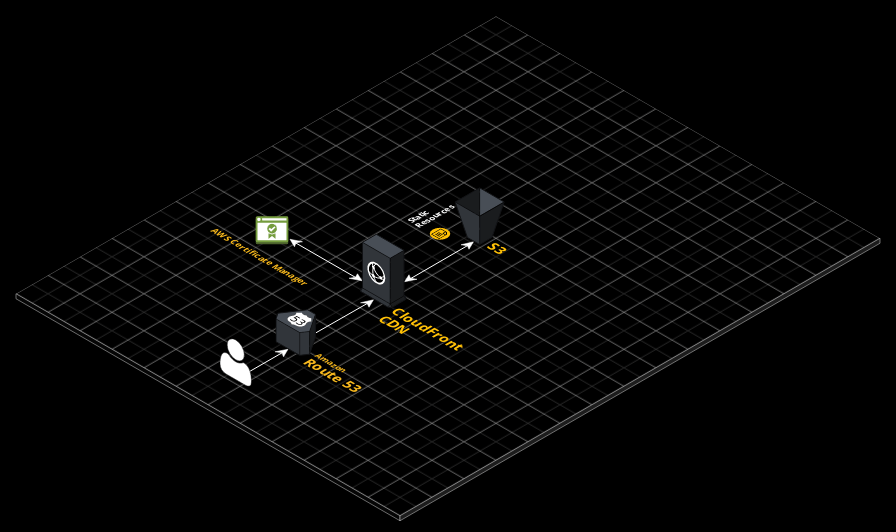 Static
Resources
S3
AWS Certificate Manager
CloudFront
CDN
53
Amazon
Route 53